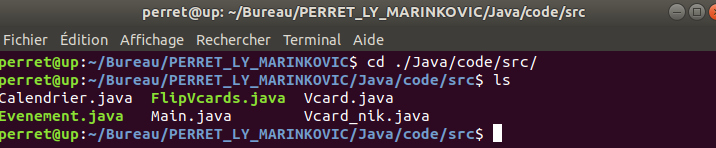 perret@up: ~/Bureau/PERRET_LY_MARINKOVIC/Java/code/src
Fichier Édition Affichage Rechercher Terminal Aide
perret@up:~/Bureau/PERRET_LY_MARINKOVIC$ cd ./Java/code/src/
perret@up:~/Bureau/PERRET_LY_MARINKOVIC/Java/code/src$ ls
Calendrier.java FlipVcards.java Vcard.java
Evenement.java Main.java Vcard_nik.java
perret@up:~/Bureau/PERRET_LY_MARINKOVIC/Java/code/src$